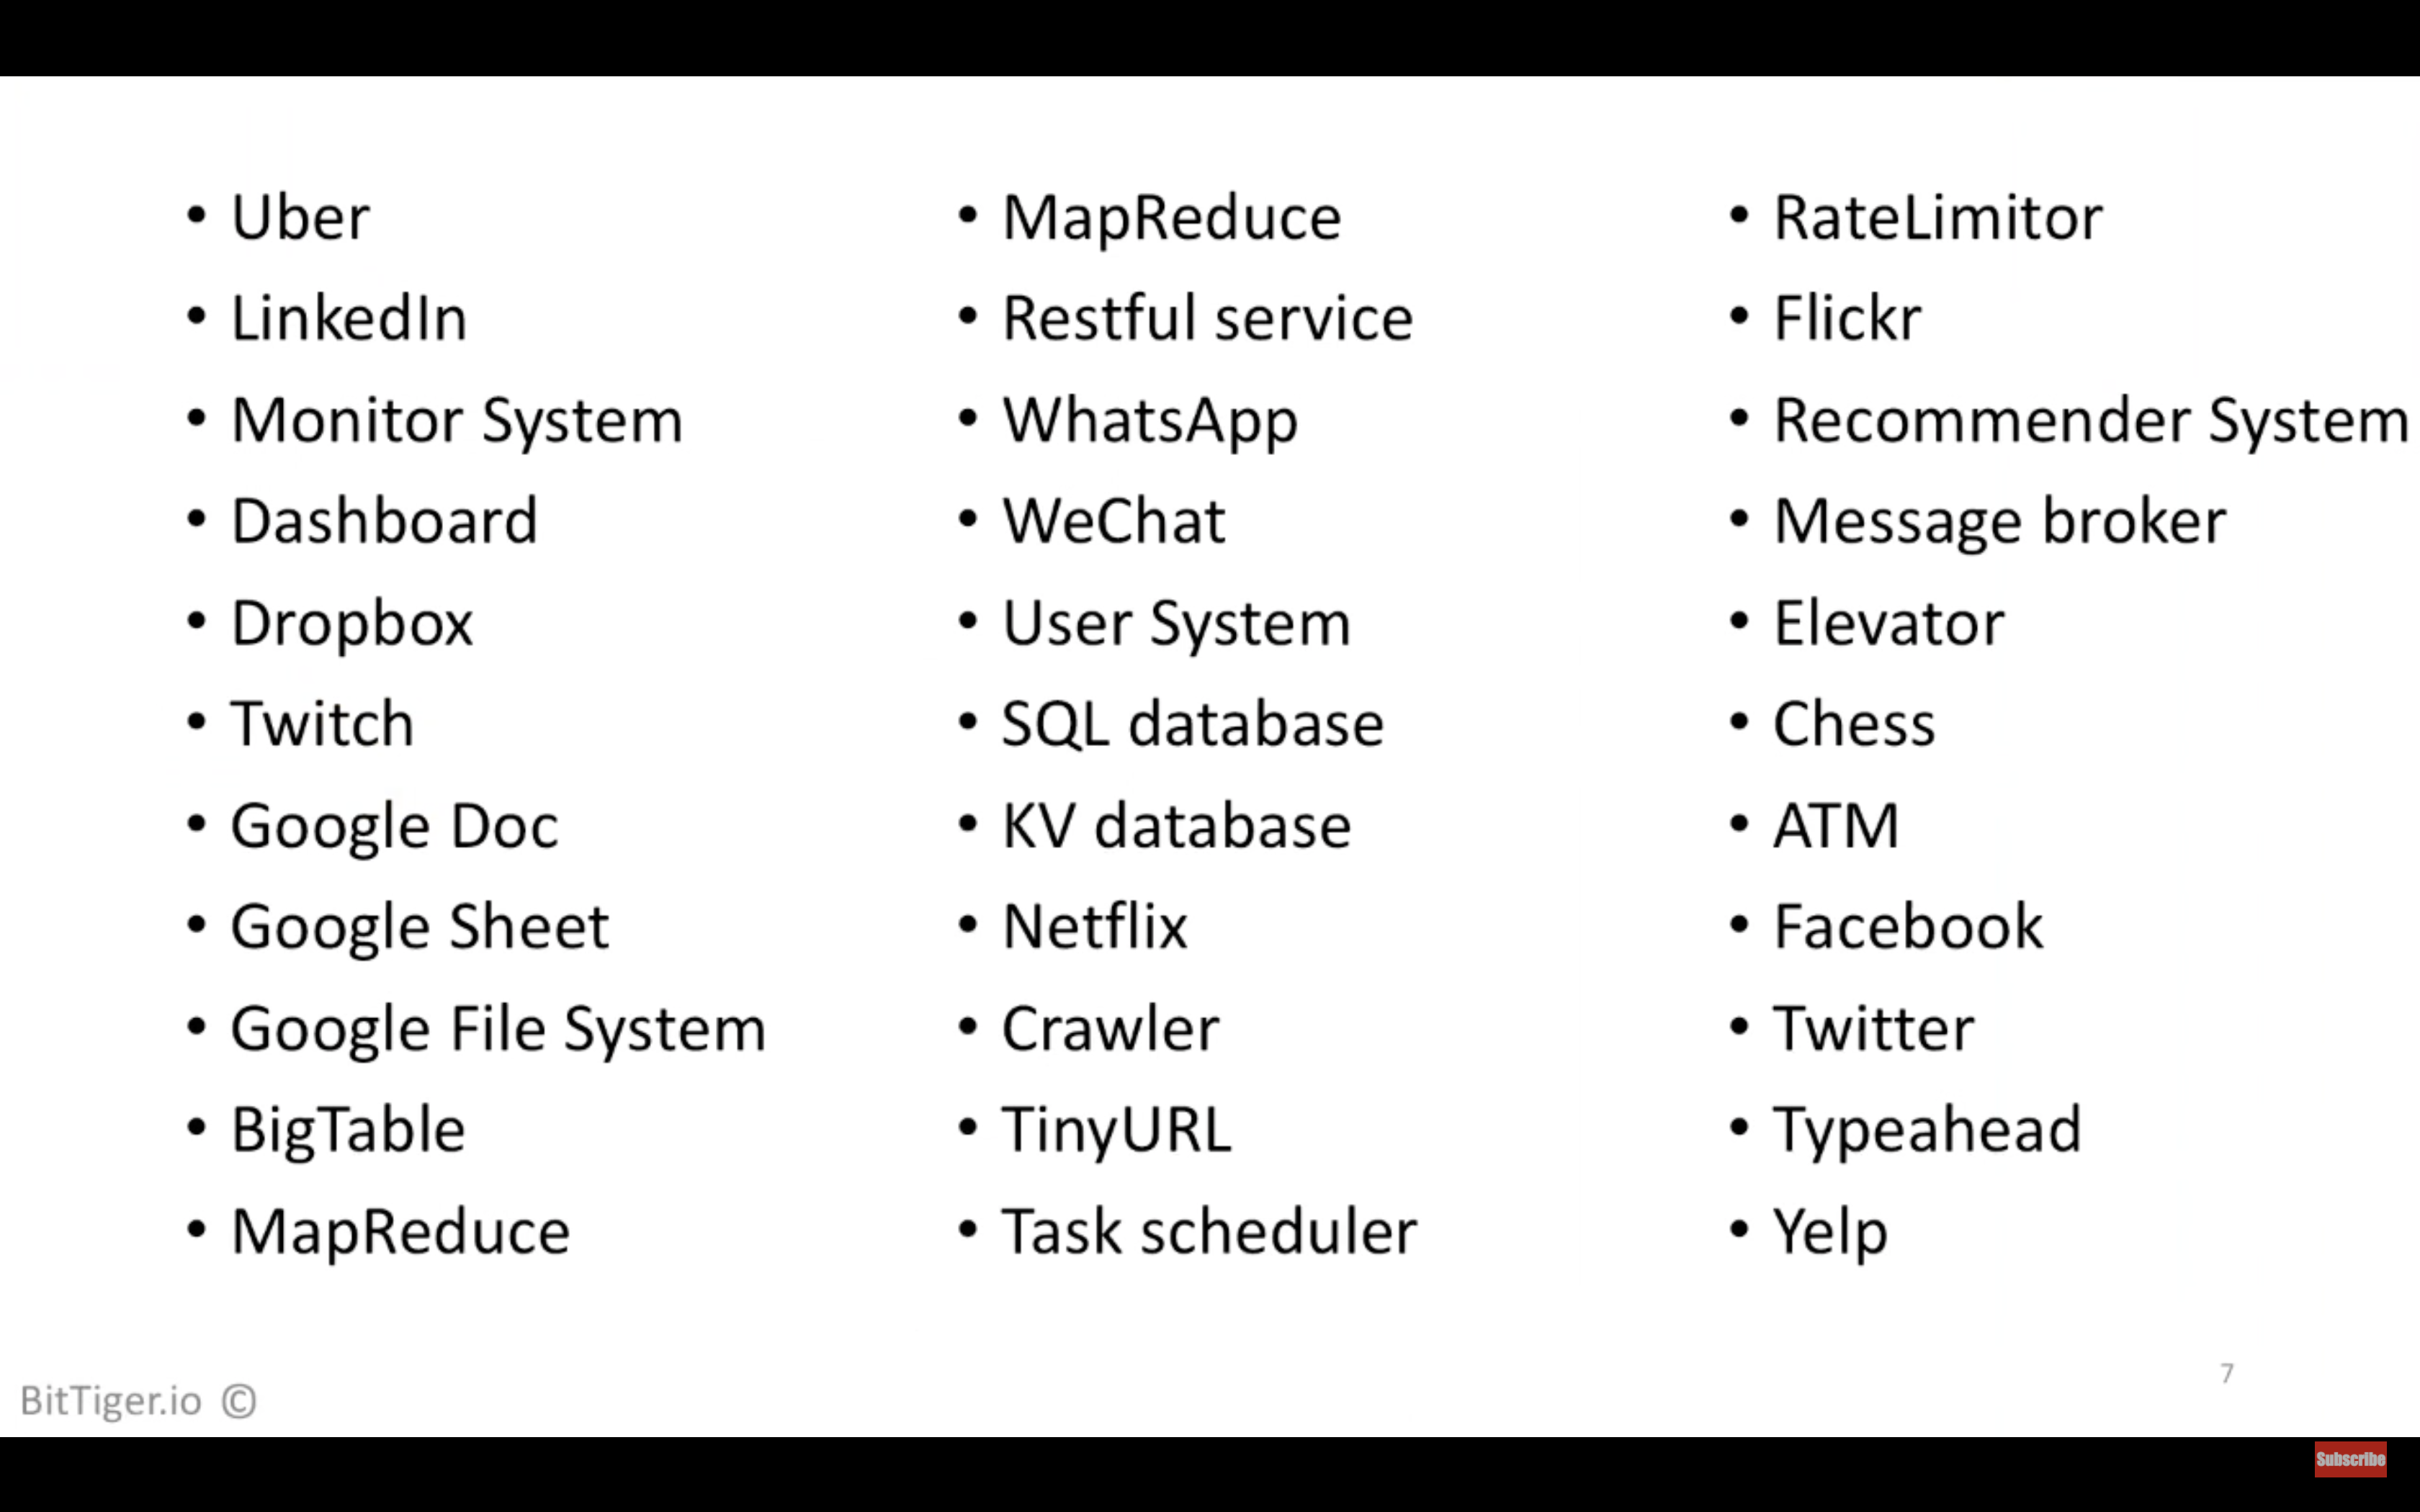 • Uber
• LinkedIn
• Monitor System
• Dashboard
• Dropbox
• Twitch
• Google Doc
• Google Sheet
• Google File System
• BigTable
• MapReduce
• MapReduce
• Restful service
• WhatsApp
• WeChat
• User System
• SQL database
• KV database
• Netflix
• Crawler
• TinyURL
• Task scheduler
• RateLimitor
• Flickr
• Recommender System
• Message broker
• Elevator
• Chess
• ATM
• Facebook
• Twitter
• Typeahead
• Yelp
BitTiger.io ©
7
Subscribe